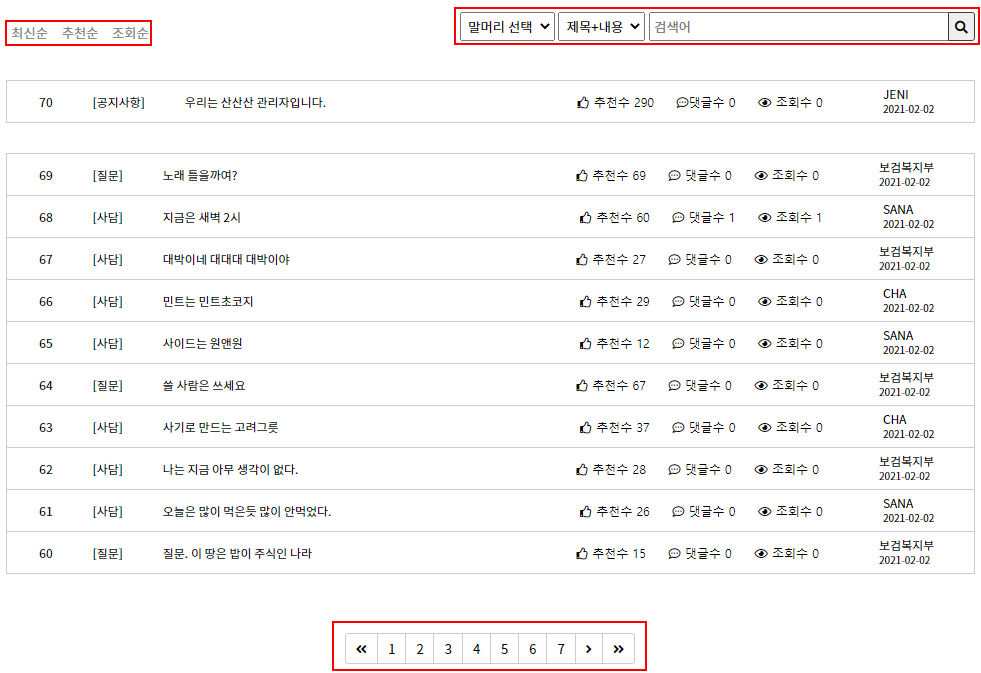 최신순 추천순 조회순 말머리 선택 제목+내용 검색어
70 [공지사항] 우리는 산산산 관리자입니다. 추천수 290 댓글수 0 조회수 0 JENI
2021-02-02
69 [질문] 노래 들을까여? 추천수 69 댓글수 0 조회수 0 보검복지부
2021-02-02
68 [사담] 지금은 새벽 2시 추천수 60 댓글수 1 조회수 1 SANA
2021-02-02
67 [사담] 대박이네 대대대 대박이야 추천수 27 댓글수 0 조회수 0 보검복지부
2021-02-02
66 [사담] 민트는 민트초코지 추천수 29 댓글수 0 조회수 0 CHA
2021-02-02
65 [사담] 사이드는 원앤원 추천수 12 댓글수 0 조회수 0 SANA
2021-02-02
64 [질문] 쓸 사람은 쓰세요 추천수 67 댓글수 0 조회수 0 보검복지부
2021-02-02
63 [사담] 사기로 만드는 고려그릇 추천수 37 댓글수 0 조회수 0 CHA
2021-02-02
62 [사담] 나는 지금 아무 생각이 없다. 추천수 28 댓글수 0 조회수 0 보검복지부
2021-02-02
61 [사담] 오늘은 많이 먹은듯 많이 안먹었다. 추천수 26 댓글수 0 조회수 0 SANA
2021-02-02
60 [질문] 질문. 이 땅은 밥이 주식인 나라 추천수 15 댓글수 0 조회수 0 보검복지부
2021-02-02
« 1 2 3 4 5 6 7 › »